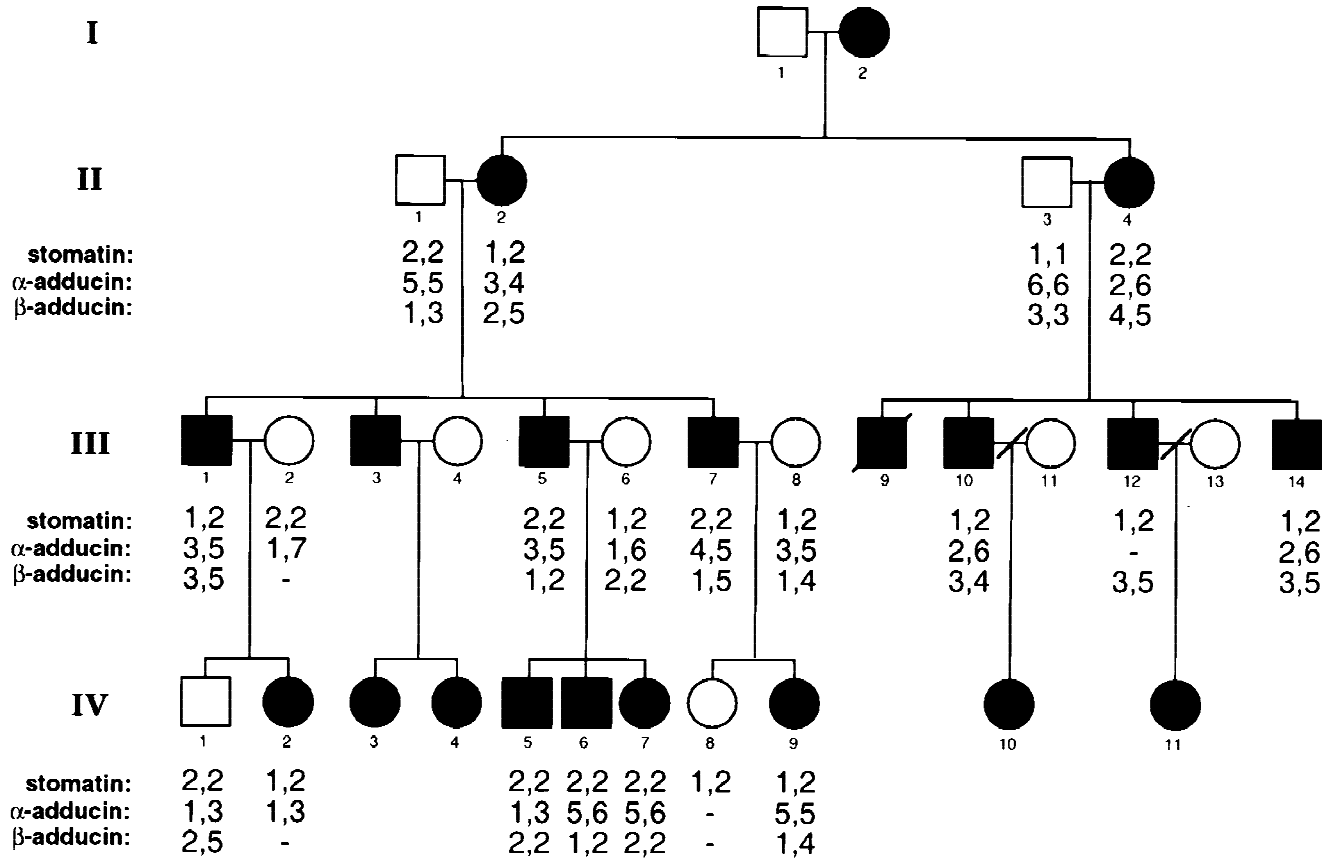 I
1 2
II
1 2 3 4
stomatin: 2,2 1,2 1,1 2,2
α-adducin: 5,5 3,4 6,6 2,6
β-adducin: 1,3 2,5 3,3 4,5
III
1 2 3 4 5 6 7 8 9 10 11 12 13 14
stomatin: 1,2 2,2 2,2 1,2 2,2 1,2 1,2 1,2 1,2
α-adducin: 3,5 1,7 3,5 1,6 4,5 3,5 2,6 - 2,6
β-adducin: 3,5 - 1,2 2,2 1,5 1,4 3,4 3,5 3,5
IV
1 2 3 4 5 6 7 8 9 10 11
stomatin: 2,2 1,2 2,2 2,2 2,2 1,2 1,2
α-adducin: 1,3 1,3 1,3 5,6 5,6 - 5,5
β-adducin: 2,5 - 2,2 1,2 2,2 - 1,4